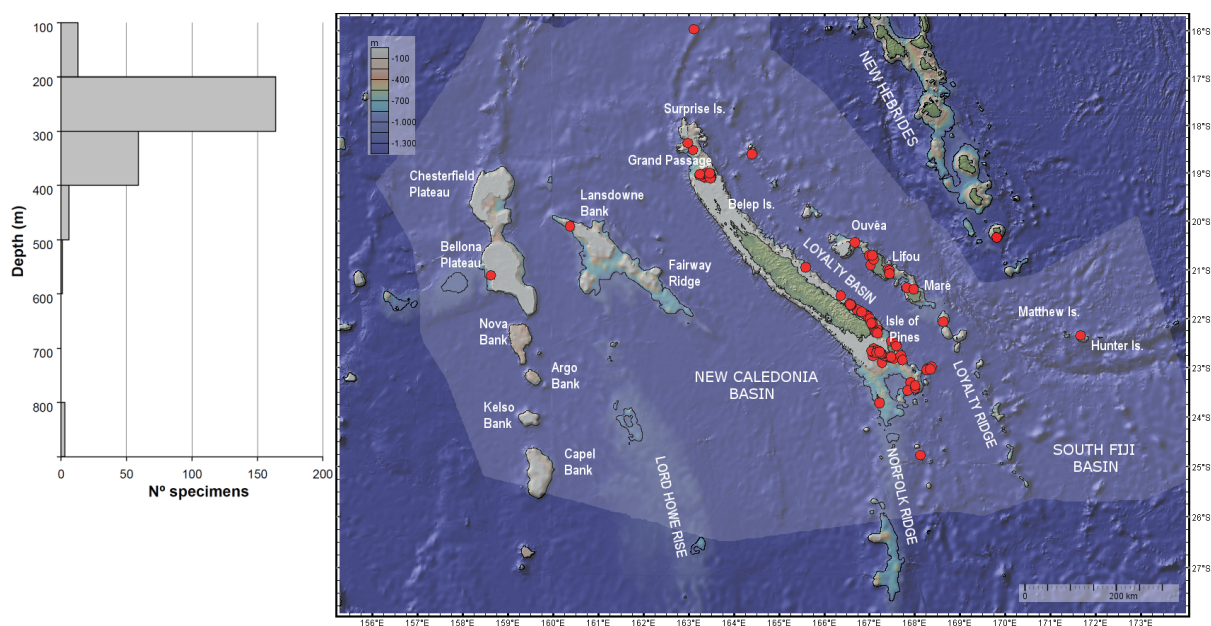 100
200
300
400
500
600
700
800
Depth (m)
0
50
100
150
200
Nº specimens
m
-100
-400
-700
-1.000
-1.300
Surprise Is.
Grand Passage
Belep Is.
Chesterfield
Plateau
Lansdowne
Bank
Bellona
Plateau
Fairway
Ridge
Nova
Bank
Argo
Bank
Kelso
Bank
Capel
Bank
NEW HEBRIDES
Ouvéa
Lifou
Maré
LOYALTY BASIN
Isle of
Pines
Matthew Is.
Hunter Is.
NEW CALEDONIA
BASIN
LOYALTY RIDGE
SOUTH FIJI
BASIN
LORD HOWE RISE
NORFOLK RIDGE
0
200 km
16°S
17°S
18°S
19°S
20°S
21°S
22°S
23°S
24°S
25°S
26°S
27°S
156°E
157°E
158°E
159°E
160°E
161°E
162°E
163°E
164°E
165°E
166°E
167°E
168°E
169°E
170°E
171°E
172°E
173°E